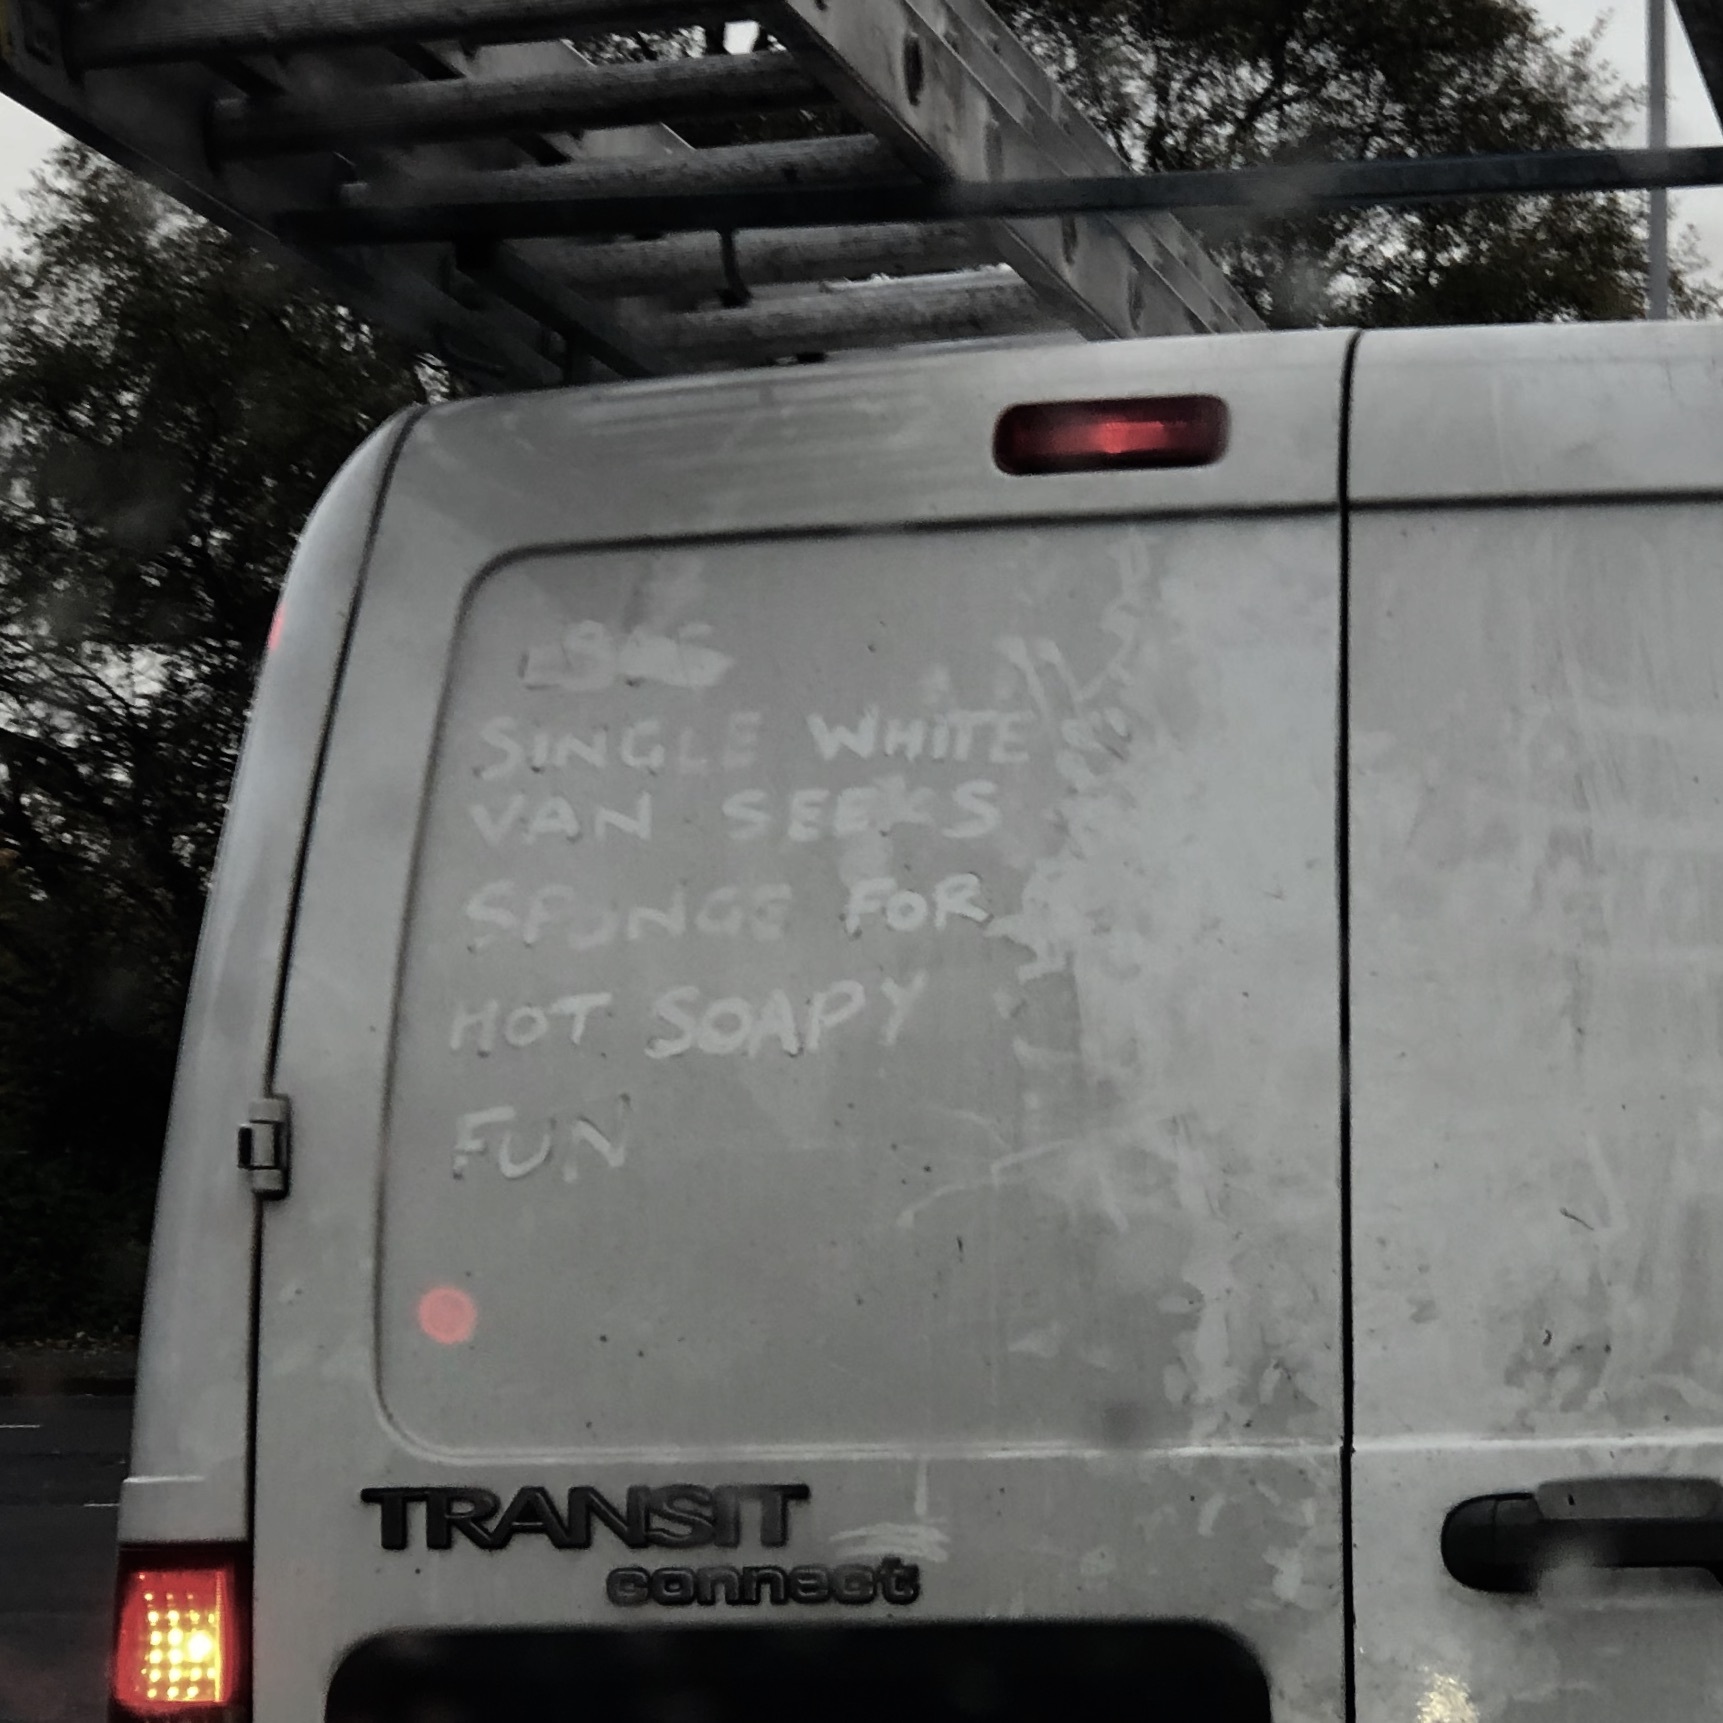 SINGLE WHITE
VAN SEEKS
SPONGE FOR
HOT SOAPY
FUN
TRANSIT
connect